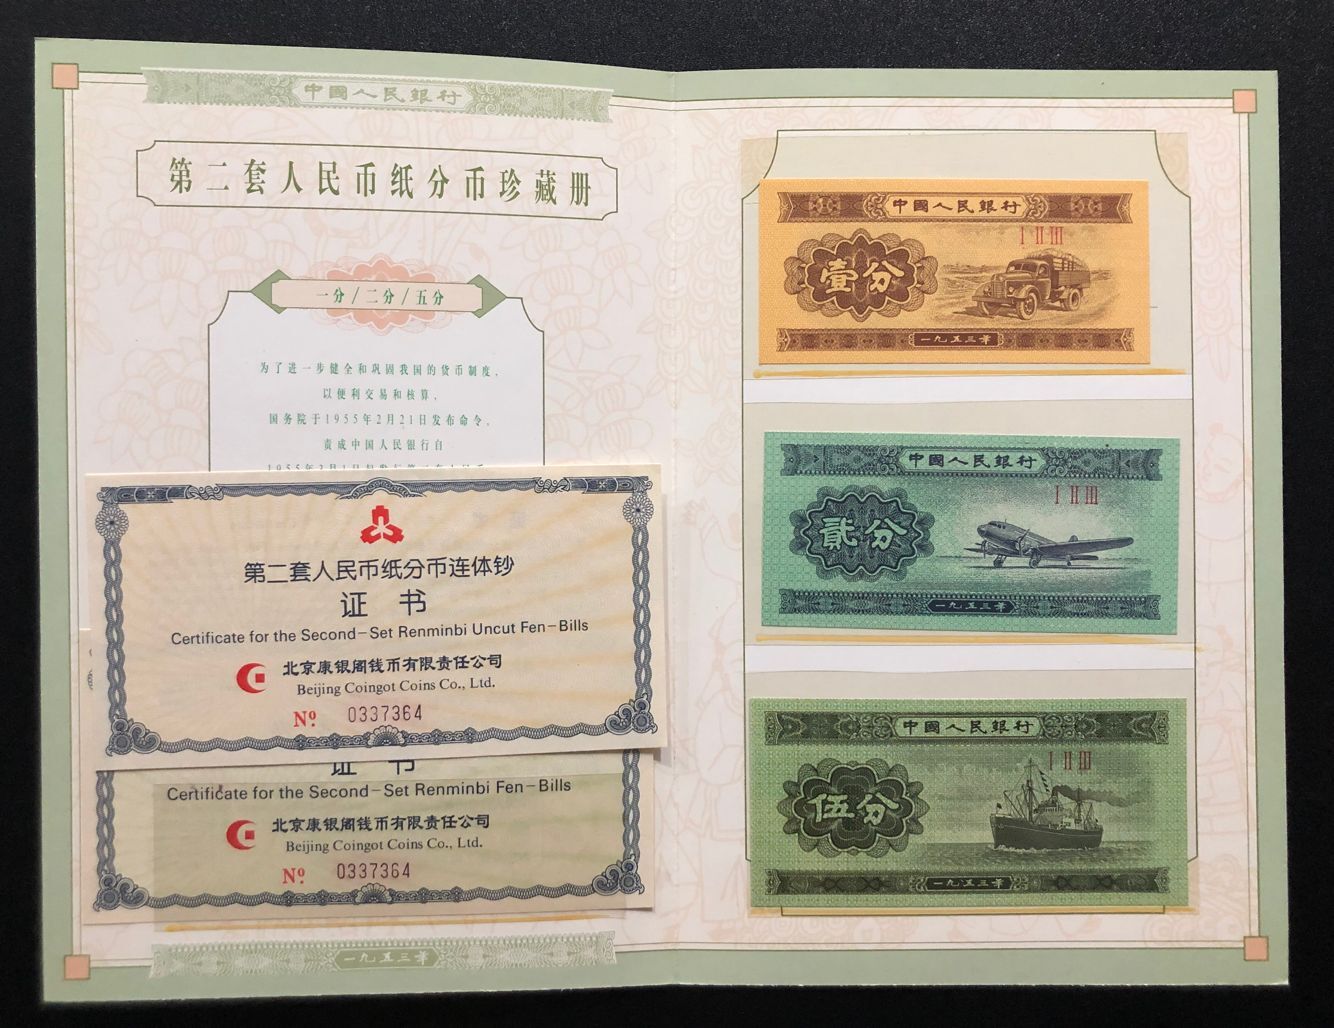 中國人民銀行
第二套人民币纸分币珍藏册
一分/二分/五分
为了进一步健全和巩固我国的货币制度,
以便利交易和核算,
国务院于1955年2月21日发布命令,
责成中国人民银行自
第二套人民币纸分币连体钞
证书
Certificate for the Second-Set Renminbi Uncut Fen-Bills
北京康银阁钱币有限责任公司
Beijing Coingot Coins Co., Ltd.
Nº 0337364
证书
Certificate for the Second-Set Renminbi Fen-Bills
北京康银阁钱币有限责任公司
Beijing Coingot Coins Co., Ltd.
Nº 0337364
一九五三年
中國人民銀行
I II III
壹分
一九五三年
中國人民銀行
I II III
貳分
一九五三年
中國人民銀行
I II III
伍分
一九五三年